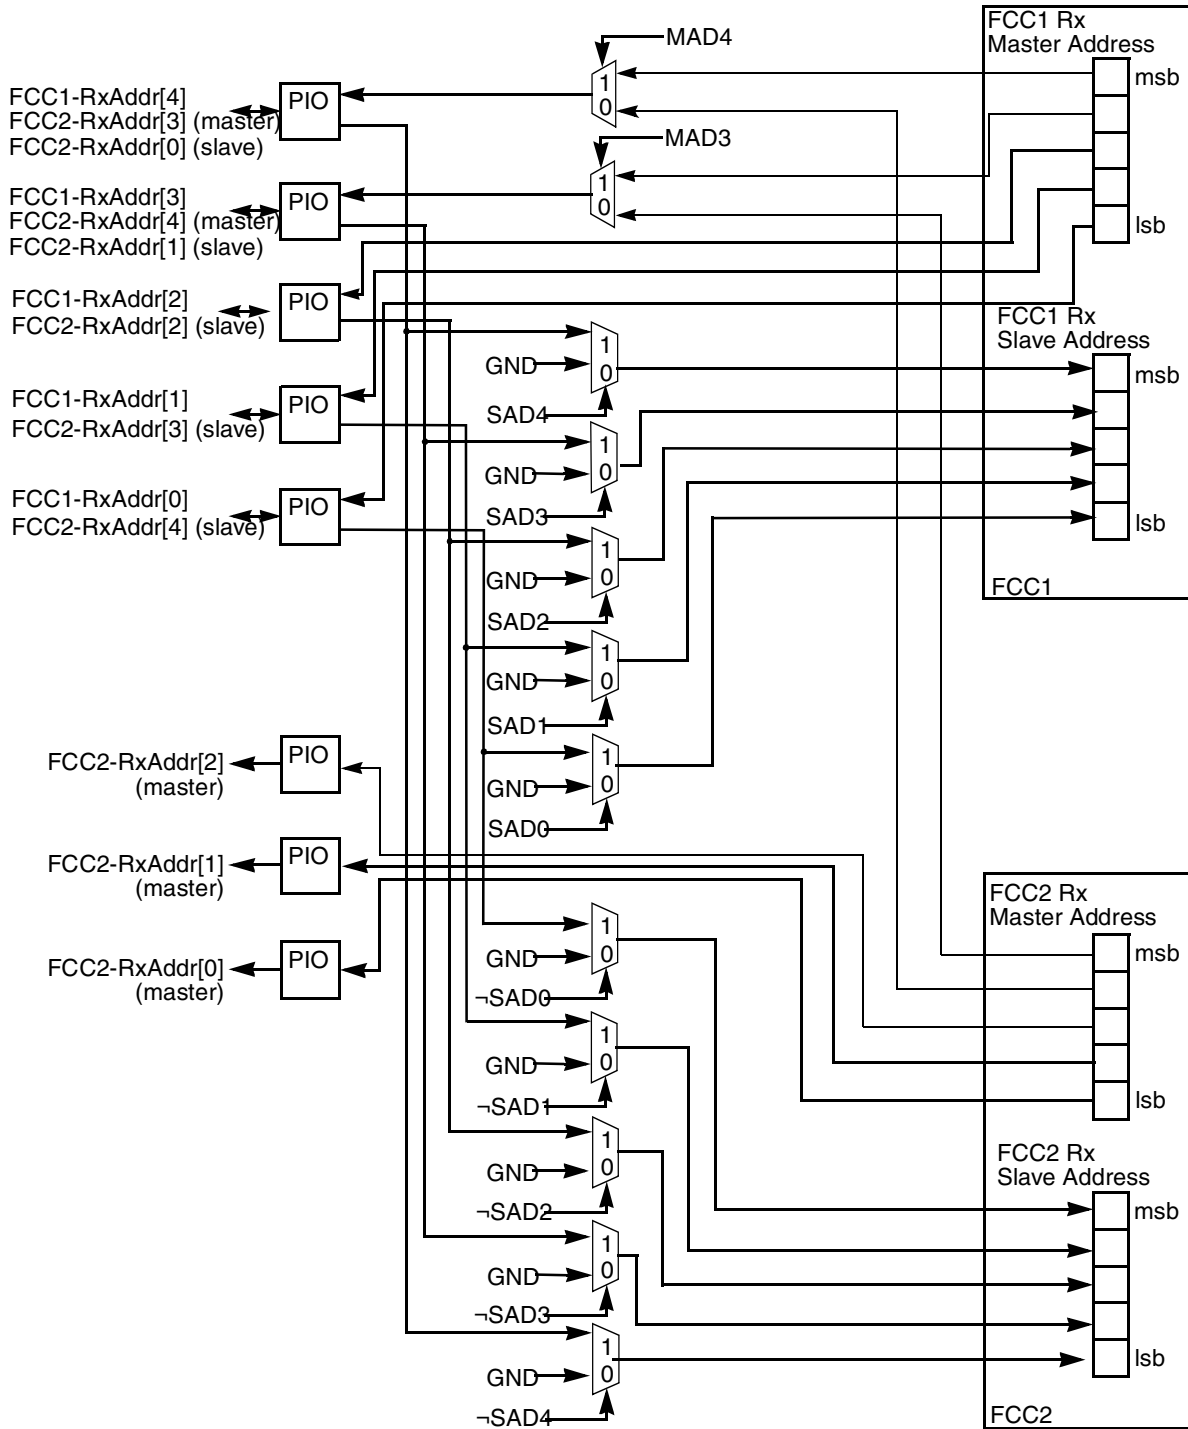 FCC1 Rx
Master Address
MAD4
msb
1
0
PIO
FCC1-RxAddr[4]
FCC2-RxAddr[3] (master)
FCC2-RxAddr[0] (slave)
MAD3
1
0
PIO
FCC1-RxAddr[3]
FCC2-RxAddr[4] (master)
FCC2-RxAddr[1] (slave)
lsb
PIO
FCC1-RxAddr[2]
FCC2-RxAddr[2] (slave)
FCC1 Rx
Slave Address
1
0
GND
msb
SAD4
PIO
FCC1-RxAddr[1]
FCC2-RxAddr[3] (slave)
1
0
GND
SAD3
PIO
FCC1-RxAddr[0]
FCC2-RxAddr[4] (slave)
lsb
1
0
GND
FCC1
SAD2
1
0
GND
SAD1
PIO
FCC2-RxAddr[2]
(master)
1
0
GND
SAD0
PIO
FCC2-RxAddr[1]
(master)
FCC2 Rx
Master Address
1
0
GND
msb
PIO
FCC2-RxAddr[0]
(master)
¬SAD0
1
0
GND
¬SAD1
lsb
1
0
GND
FCC2 Rx
Slave Address
¬SAD2
msb
1
0
GND
¬SAD3
1
0
GND
lsb
¬SAD4
FCC2